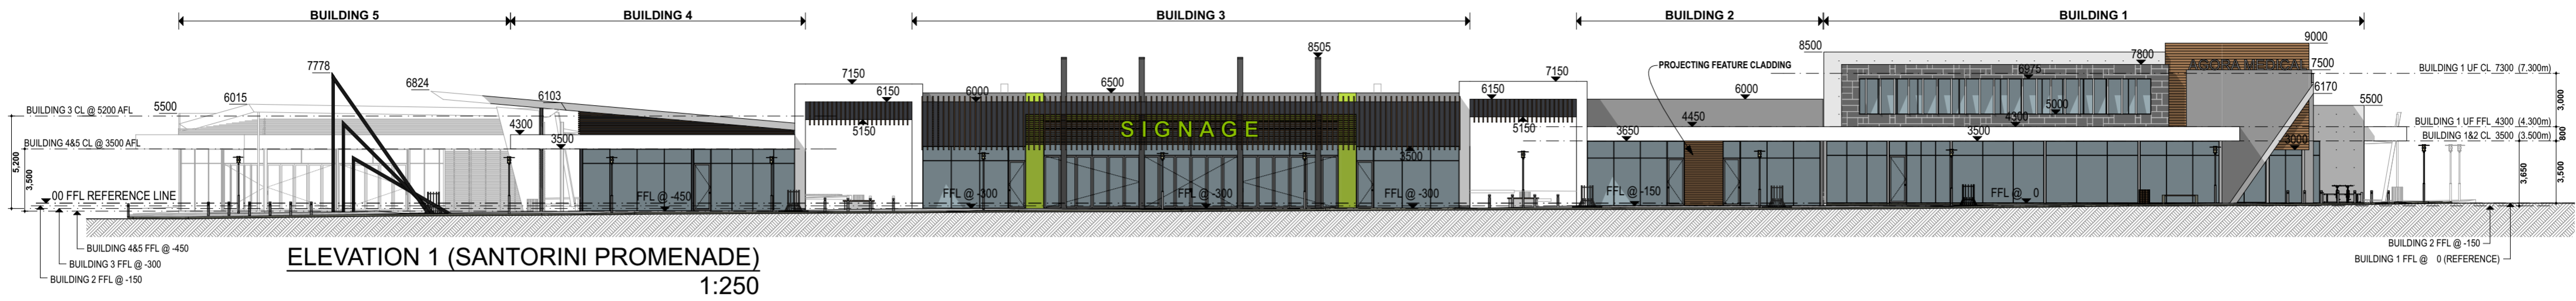 BUILDING 5
BUILDING 4
BUILDING 3
BUILDING 2
BUILDING 1
7778
6824
6015
5500
6103
4300
3500
7150
6150
5150
6000
6500
8505
3500
7150
6150
5150
PROJECTING FEATURE CLADDING
6000
4450
3650
8500
7800
6975
5000
4300
3500
9000
AGORA MEDICAL
7500
6170
5500
4000
SIGNAGE
BUILDING 3 CL @ 5200 AFL
BUILDING 4&5 CL @ 3500 AFL
5,200
3,500
00 FFL REFERENCE LINE
FFL @ -450
FFL @ -300
FFL @ -300
FFL @ -300
FFL @ -150
FFL @ 0
BUILDING 1 UF CL 7300 (7.300m)
BUILDING 1 UF FFL 4300 (4.300m)
BUILDING 1&2 CL 3500 (3.500m)
3,000
800
3,650
3,500
BUILDING 4&5 FFL @ -450
BUILDING 3 FFL @ -300
BUILDING 2 FFL @ -150
BUILDING 2 FFL @ -150
BUILDING 1 FFL @ 0 (REFERENCE)
ELEVATION 1 (SANTORINI PROMENADE)
1:250